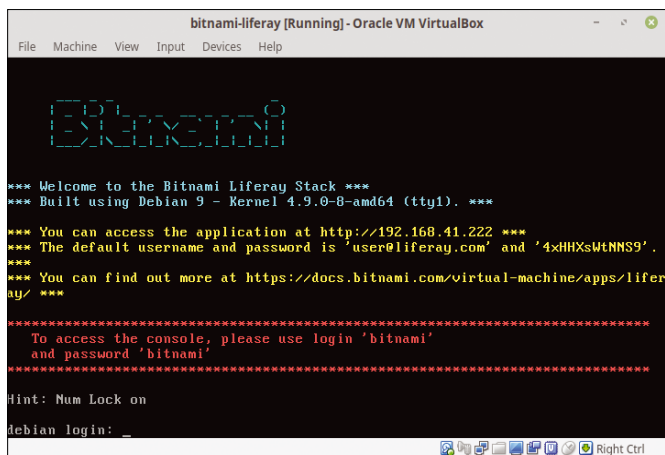 bitnami-liferay [Running] - Oracle VM VirtualBox
File Machine View Input Devices Help
Bitnami
*** Welcome to the Bitnami Liferay Stack ***
*** Built using Debian 9 - Kernel 4.9.0-8-amd64 (tty1). ***
*** You can access the application at http://192.168.41.222 ***
*** The default username and password is 'user@liferay.com' and '4xHHXsWtNNS9'.
***
*** You can find out more at https://docs.bitnami.com/virtual-machine/apps/lifer
ay/ ***
*******************************************************************************
To access the console, please use login 'bitnami'
and password 'bitnami'
*******************************************************************************
Hint: Num Lock on
debian login: _
Right Ctrl